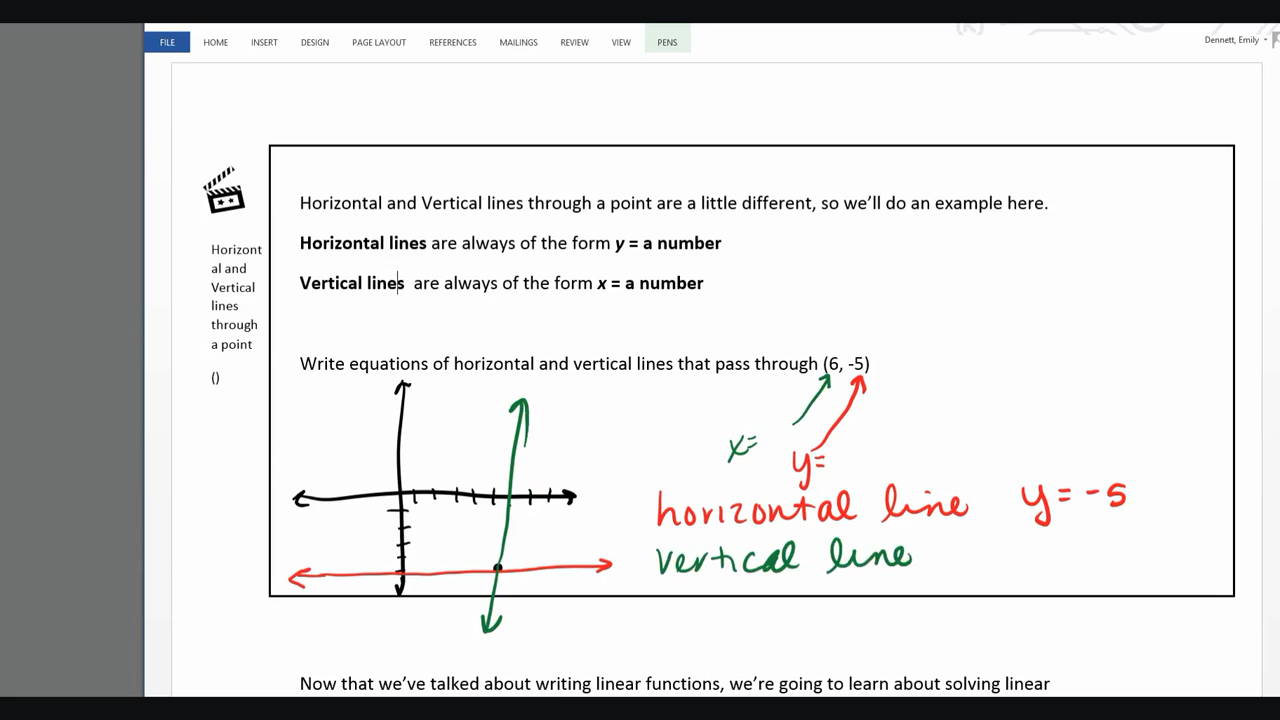 FILE HOME INSERT DESIGN PAGE LAYOUT REFERENCES MAILINGS REVIEW VIEW PENS
Dennett, Emily
Horizontal and Vertical lines through a point are a little different, so we'll do an example here.
Horizontal lines are always of the form y = a number
Vertical lines are always of the form x = a number
Horizont
al and
Vertical
lines
through
a point
()
Write equations of horizontal and vertical lines that pass through (6, -5)
x=
y=
horizontal line y = -5
vertical line
Now that we've talked about writing linear functions, we're going to learn about solving linear